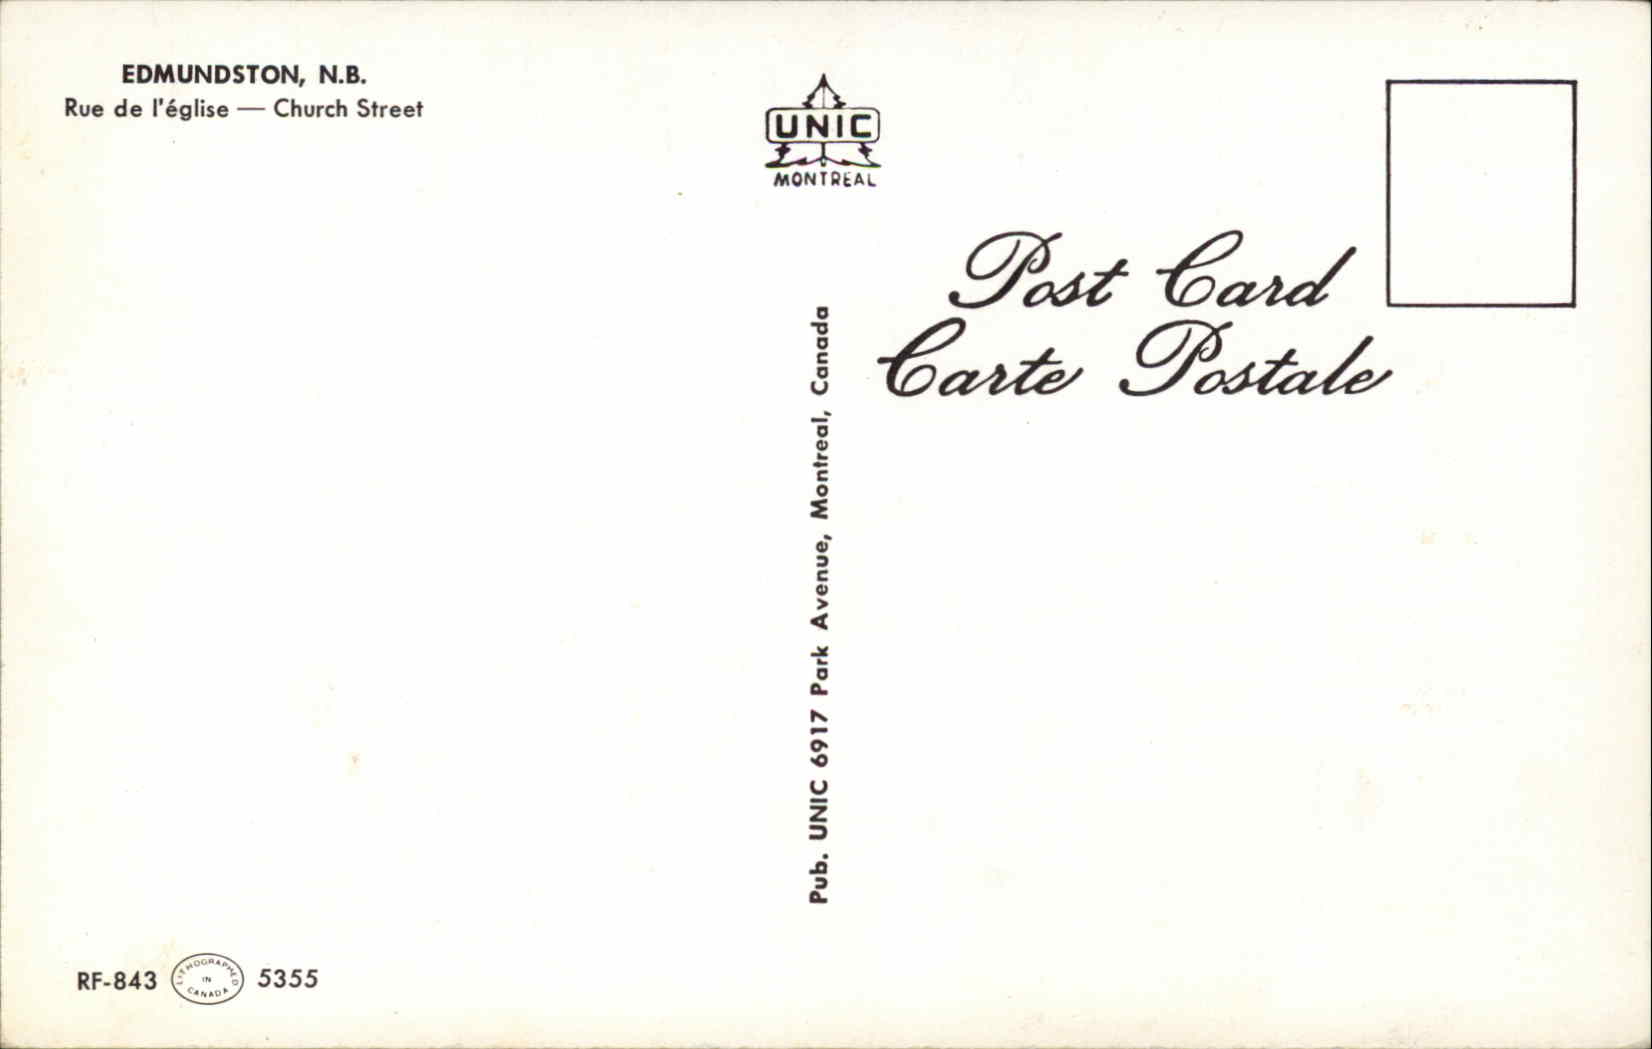 EDMUNDSTON, N.B.
Rue de l'église — Church Street
UNIC
MONTREAL
Post Card
Carte Postale
Pub. UNIC 6917 Park Avenue, Montreal, Canada
RF-843
LITHOGRAPHED
IN
CANADA
5355